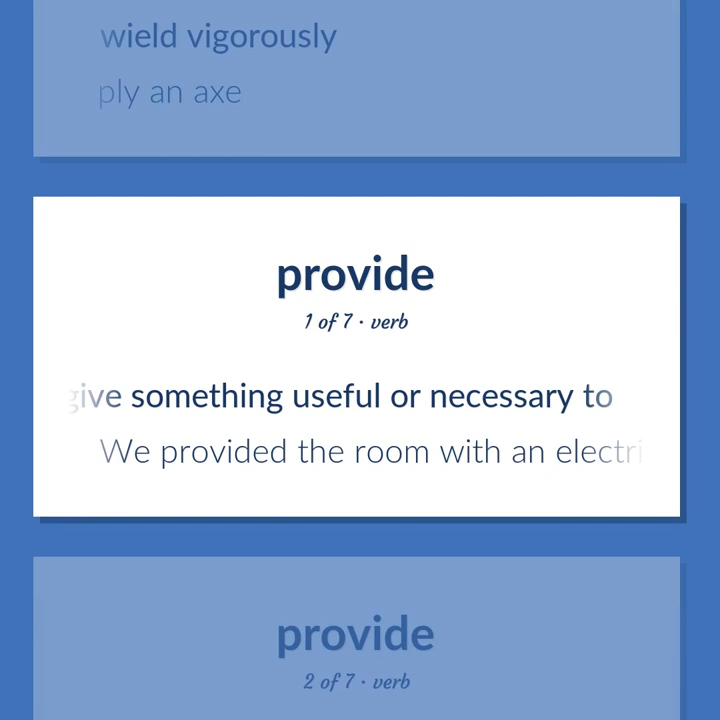 wield vigorously
ply an axe
provide
1 of 7 · verb
give something useful or necessary to
We provided the room with an electri
provide
2 of 7 · verb